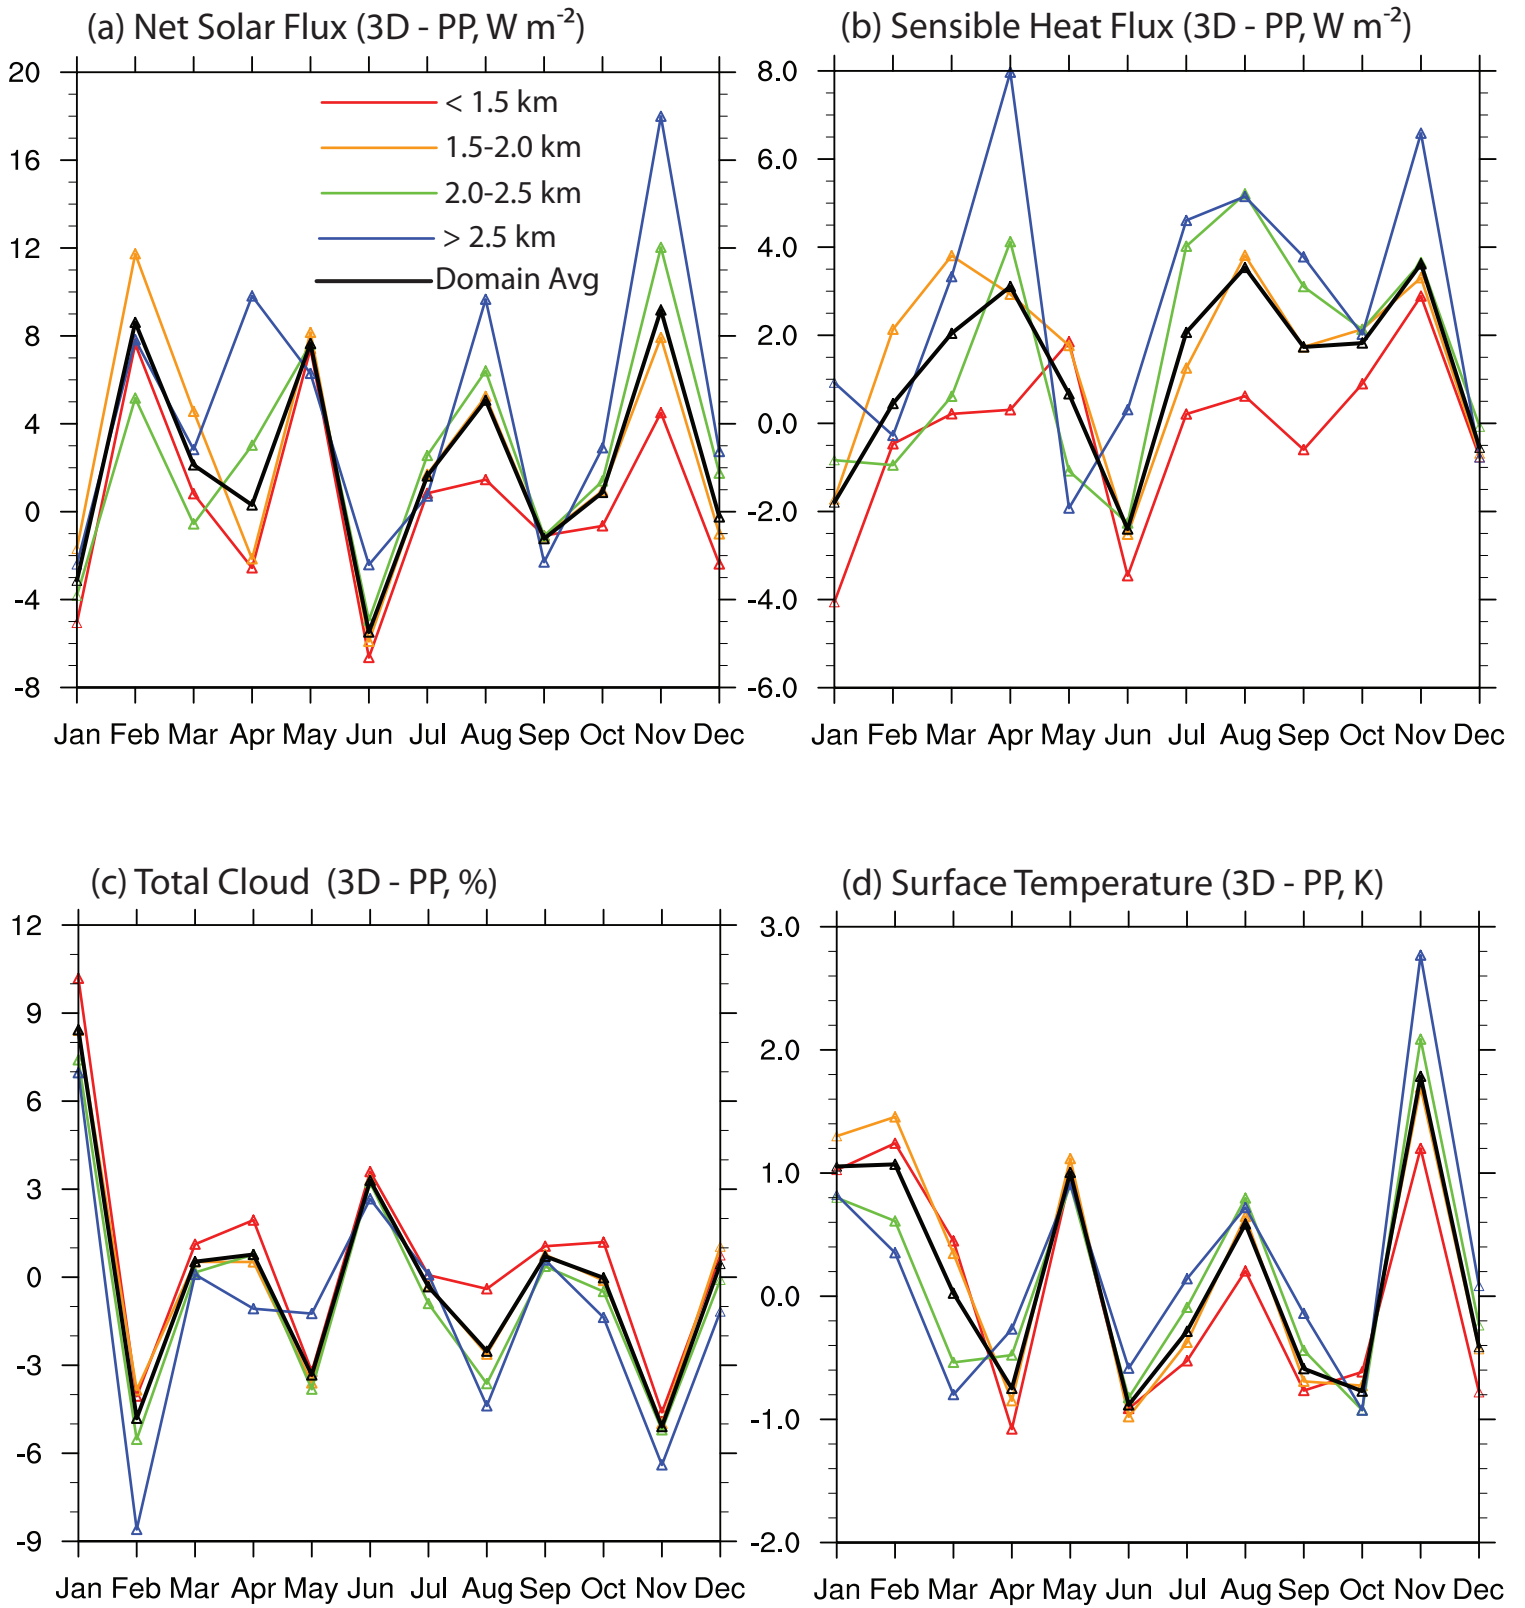 (a) Net Solar Flux (3D - PP, W m⁻²)
20
16
12
8
4
0
-4
-8
< 1.5 km
1.5-2.0 km
2.0-2.5 km
> 2.5 km
Domain Avg
Jan Feb Mar Apr May Jun Jul Aug Sep Oct Nov Dec
(b) Sensible Heat Flux (3D - PP, W m⁻²)
8.0
6.0
4.0
2.0
0.0
-2.0
-4.0
-6.0
Jan Feb Mar Apr May Jun Jul Aug Sep Oct Nov Dec
(c) Total Cloud (3D - PP, %)
12
9
6
3
0
-3
-6
-9
Jan Feb Mar Apr May Jun Jul Aug Sep Oct Nov Dec
(d) Surface Temperature (3D - PP, K)
3.0
2.0
1.0
0.0
-1.0
-2.0
Jan Feb Mar Apr May Jun Jul Aug Sep Oct Nov Dec